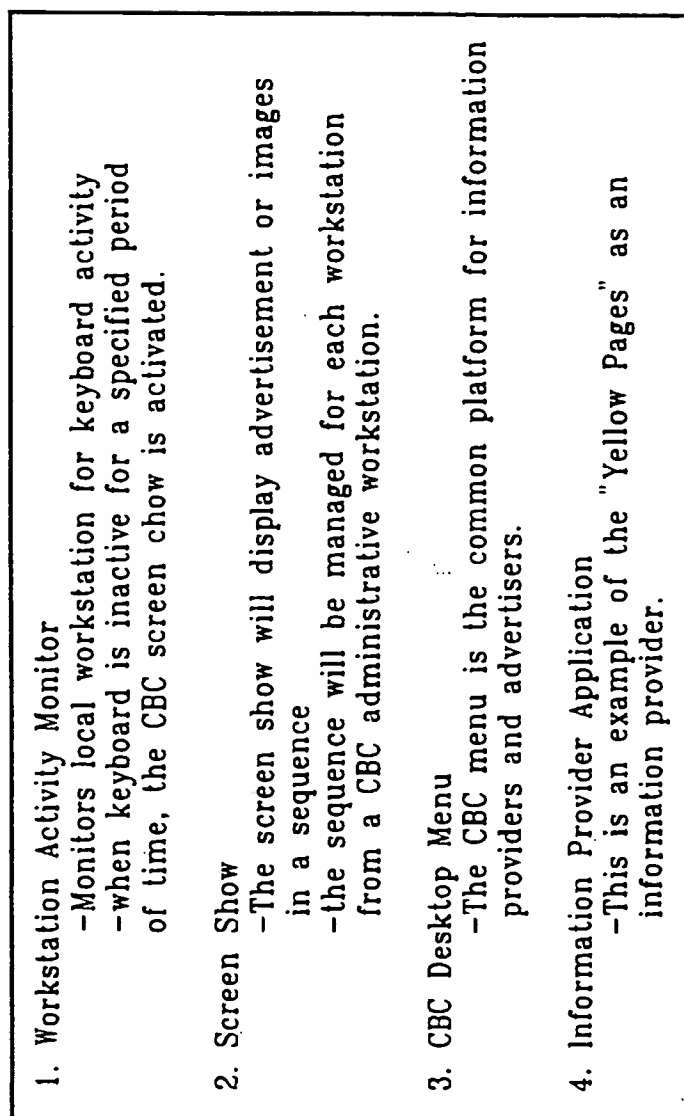 1. Workstation Activity Monitor
-Monitors local workstation for keyboard activity
-when keyboard is inactive for a specified period
of time, the CBC screen chow is activated.
2. Screen Show
-The screen show will display advertisement or images
in a sequence
-the sequence will be managed for each workstation
from a CBC administrative workstation.
3. CBC Desktop Menu
-The CBC menu is the common platform for information
providers and advertisers.
4. Information Provider Application
-This is an example of the "Yellow Pages" as an
information provider.